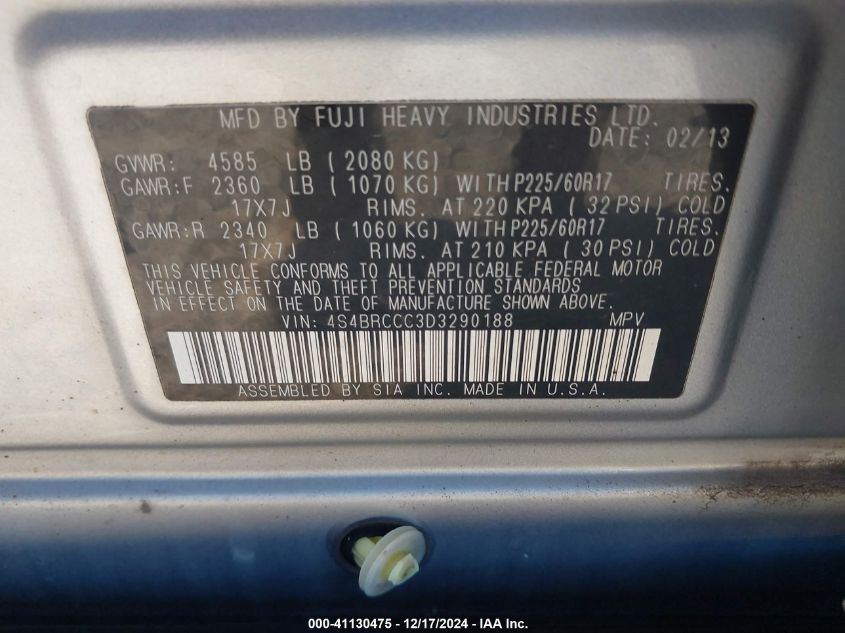 MFD BY FUJI HEAVY INDUSTRIES LTD.
DATE: 02/13
GVWR: 4585 LB ( 2080 KG)
GAWR:F 2360 LB ( 1070 KG) WITH P225/60R17 TIRES.
17X7J RIMS. AT 220 KPA ( 32 PSI) COLD
GAWR:R 2340 LB ( 1060 KG) WITH P225/60R17 TIRES.
17X7J RIMS. AT 210 KPA ( 30 PSI) COLD
THIS VEHICLE CONFORMS TO ALL APPLICABLE FEDERAL MOTOR
VEHICLE SAFETY AND THEFT PREVENTION STANDARDS
IN EFFECT ON THE DATE OF MANUFACTURE SHOWN ABOVE.
VIN: 4S4BRCCC3D3290188 MPV
ASSEMBLED BY SIA INC. MADE IN U.S.A.
000-41130475 - 12/17/2024 - IAA Inc.